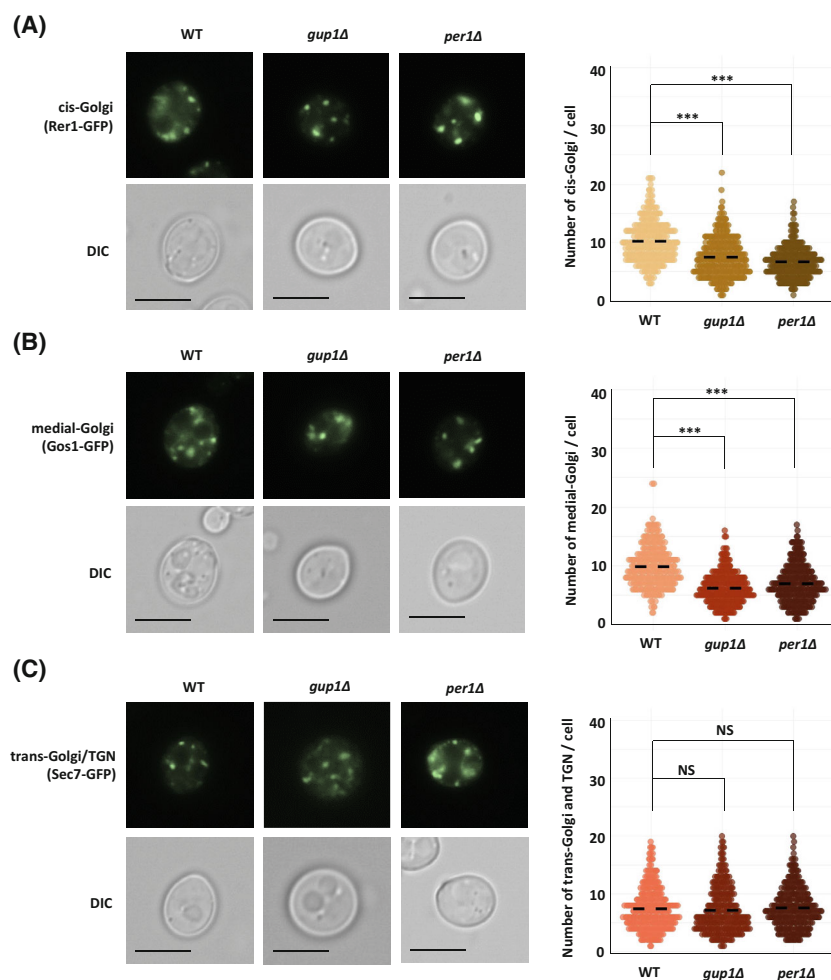 (A)
WT
gup1Δ
per1Δ
cis-Golgi
(Rer1-GFP)
DIC
Number of cis-Golgi / cell
40
30
20
10
0
***
***
WT
gup1Δ
per1Δ
(B)
WT
gup1Δ
per1Δ
medial-Golgi
(Gos1-GFP)
DIC
Number of medial-Golgi / cell
40
30
20
10
0
***
***
WT
gup1Δ
per1Δ
(C)
WT
gup1Δ
per1Δ
trans-Golgi/TGN
(Sec7-GFP)
DIC
Number of trans-Golgi and TGN / cell
40
30
20
10
0
NS
NS
WT
gup1Δ
per1Δ